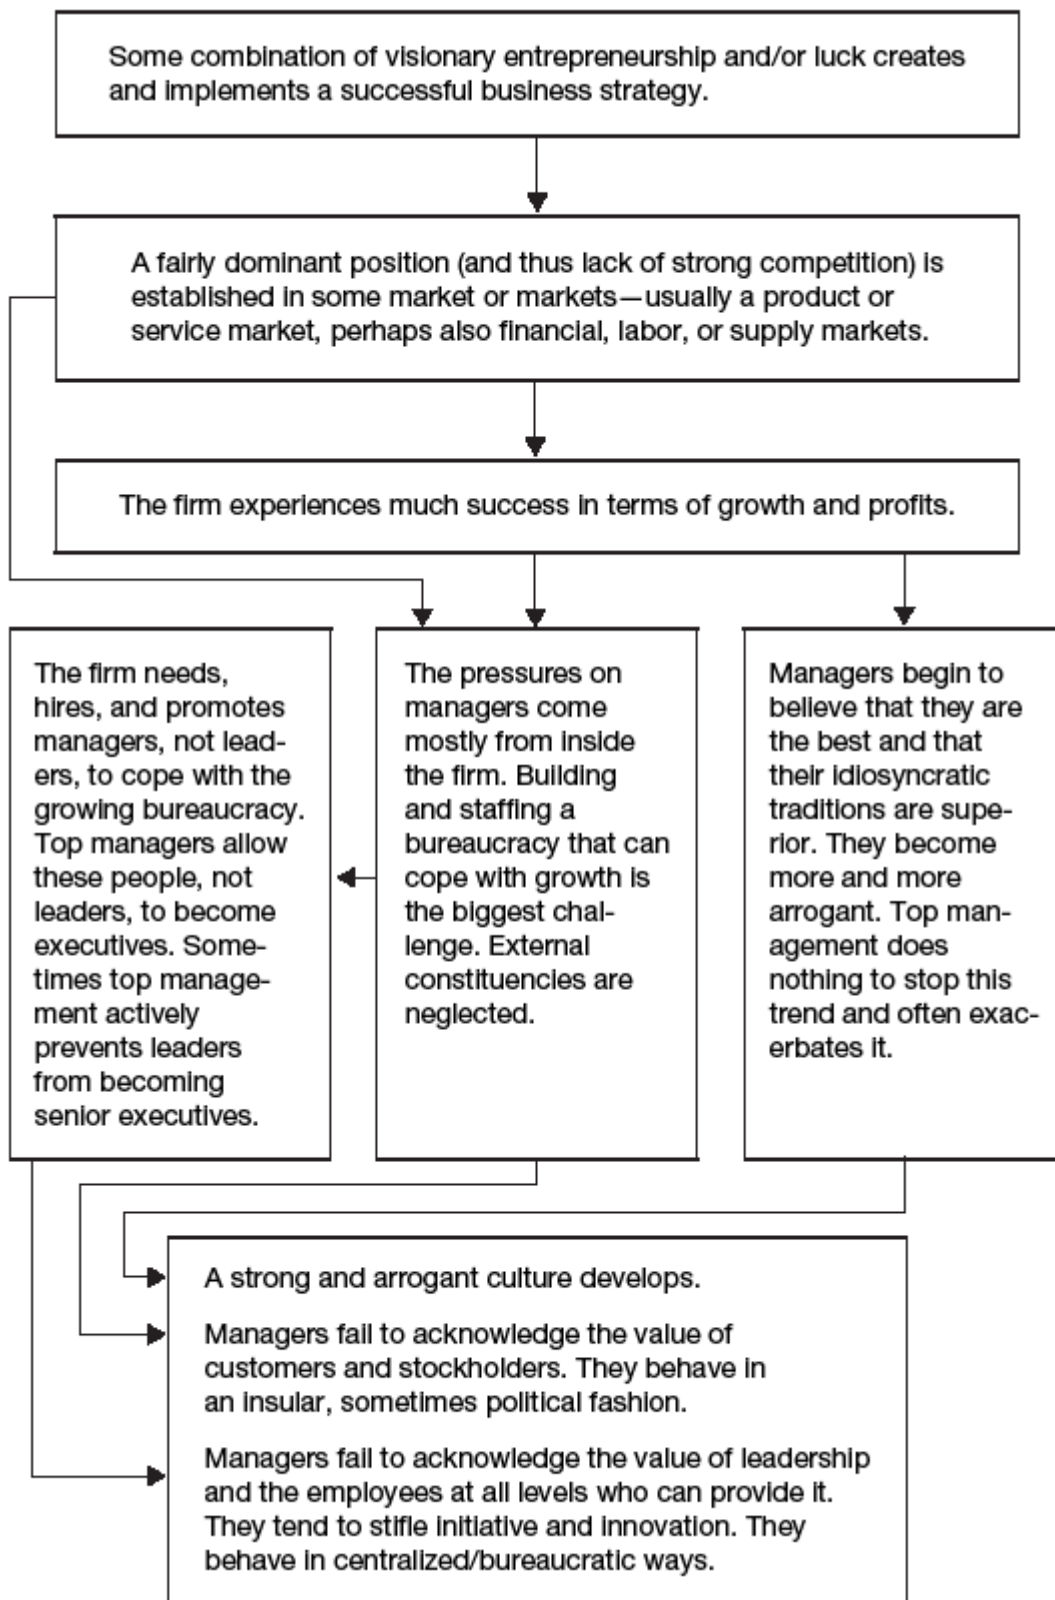 Some combination of visionary entrepreneurship and/or luck creates
and implements a successful business strategy.
A fairly dominant position (and thus lack of strong competition) is
established in some market or markets—usually a product or
service market, perhaps also financial, labor, or supply markets.
The firm experiences much success in terms of growth and profits.
The firm needs,
hires, and promotes
managers, not lead-
ers, to cope with the
growing bureaucracy.
Top managers allow
these people, not
leaders, to become
executives. Some-
times top manage-
ment actively
prevents leaders
from becoming
senior executives.
The pressures on
managers come
mostly from inside
the firm. Building
and staffing a
bureaucracy that can
cope with growth is
the biggest chal-
lenge. External
constituencies are
neglected.
Managers begin to
believe that they are
the best and that
their idiosyncratic
traditions are supe-
rior. They become
more and more
arrogant. Top man-
agement does
nothing to stop this
trend and often exac-
erbates it.
A strong and arrogant culture develops.
Managers fail to acknowledge the value of
customers and stockholders. They behave in
an insular, sometimes political fashion.
Managers fail to acknowledge the value of leadership
and the employees at all levels who can provide it.
They tend to stifle initiative and innovation. They
behave in centralized/bureaucratic ways.